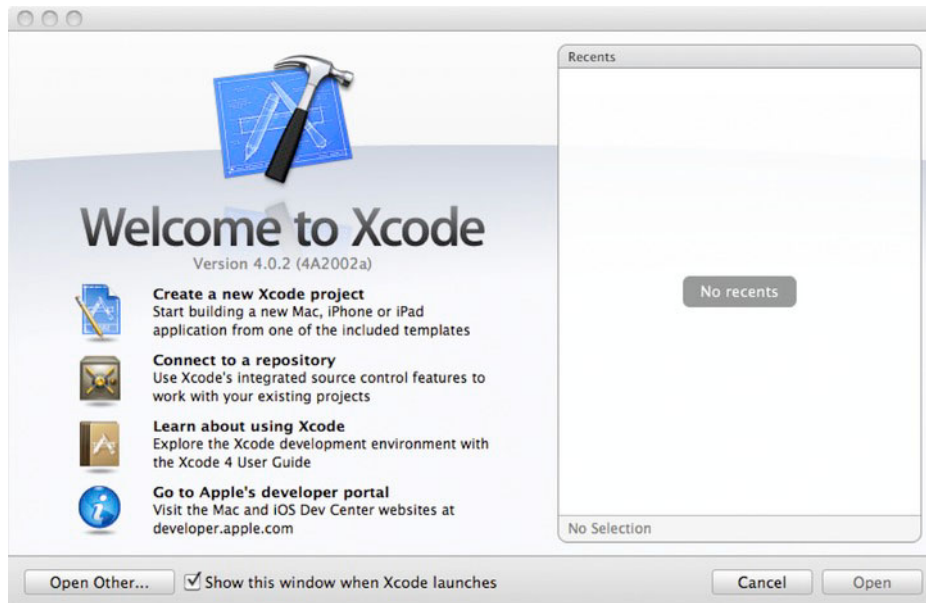 Recents
Welcome to Xcode
Version 4.0.2 (4A2002a)
Create a new Xcode project
Start building a new Mac, iPhone or iPad
application from one of the included templates
Connect to a repository
Use Xcode's integrated source control features to
work with your existing projects
Learn about using Xcode
Explore the Xcode development environment with
the Xcode 4 User Guide
Go to Apple's developer portal
Visit the Mac and iOS Dev Center websites at
developer.apple.com
No recents
No Selection
Open Other...
Show this window when Xcode launches
Cancel
Open